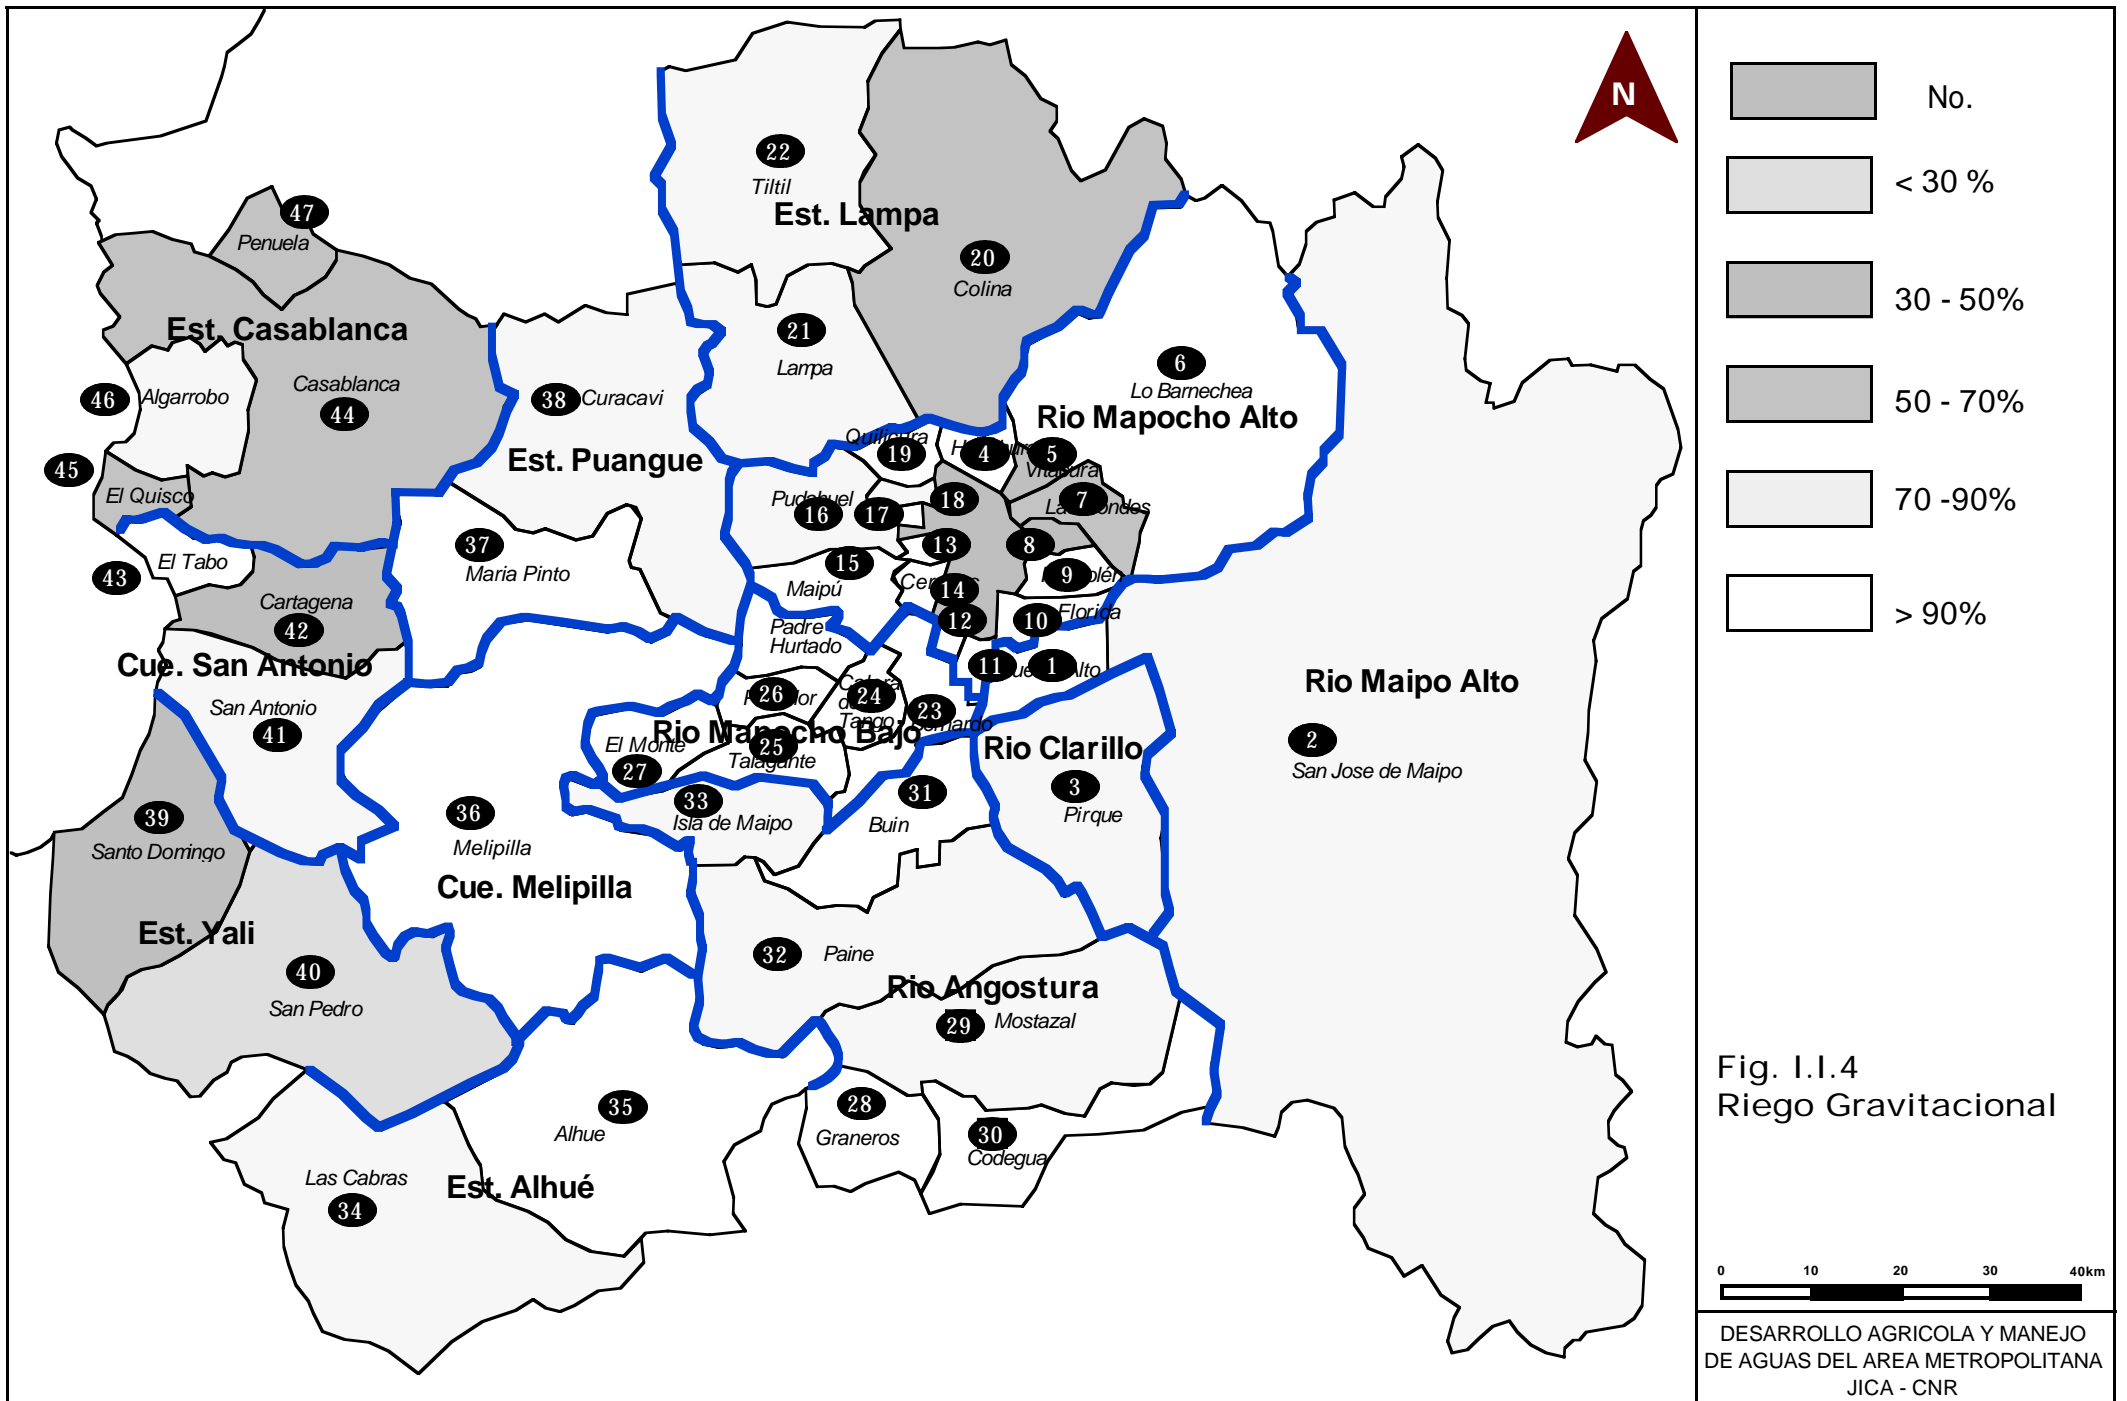 N
22
Tiltil
Est. Lampa
47
Penuela
20
Colina
Est. Casablanca
21
Lampa
6
Lo Barnechea
Rio Mapocho Alto
46
Algarrobo
Casablanca
44
38
Curacavi
Est. Puangue
45
El Quisco
19
4
5
7
Pudahuel
16
17
18
37
Maria Pinto
43
El Tabo
13
8
9
15
Maipú
14
12
10
Florida
Cartagena
42
Padre
Hurtado
11
1
Alto
Cue. San Antonio
San Antonio
41
26
24
Tango
23
Rio Mapocho Bajo
El Monte
27
25
Talagante
Rio Clarillo
3
Pirque
Rio Maipo Alto
2
San Jose de Maipo
39
Santo Domingo
36
Melipilla
Cue. Melipilla
33
Isla de Maipo
31
Buin
Est. Yali
40
San Pedro
32
Paine
Rio Angostura
29
Mostazal
35
Alhue
28
Graneros
30
Codegua
Las Cabras
34
Est. Alhué
No.
< 30 %
30 - 50%
50 - 70%
70 -90%
> 90%
Fig. I.I.4
Riego Gravitacional
0 10 20 30 40km
DESARROLLO AGRICOLA Y MANEJO
DE AGUAS DEL AREA METROPOLITANA
JICA - CNR